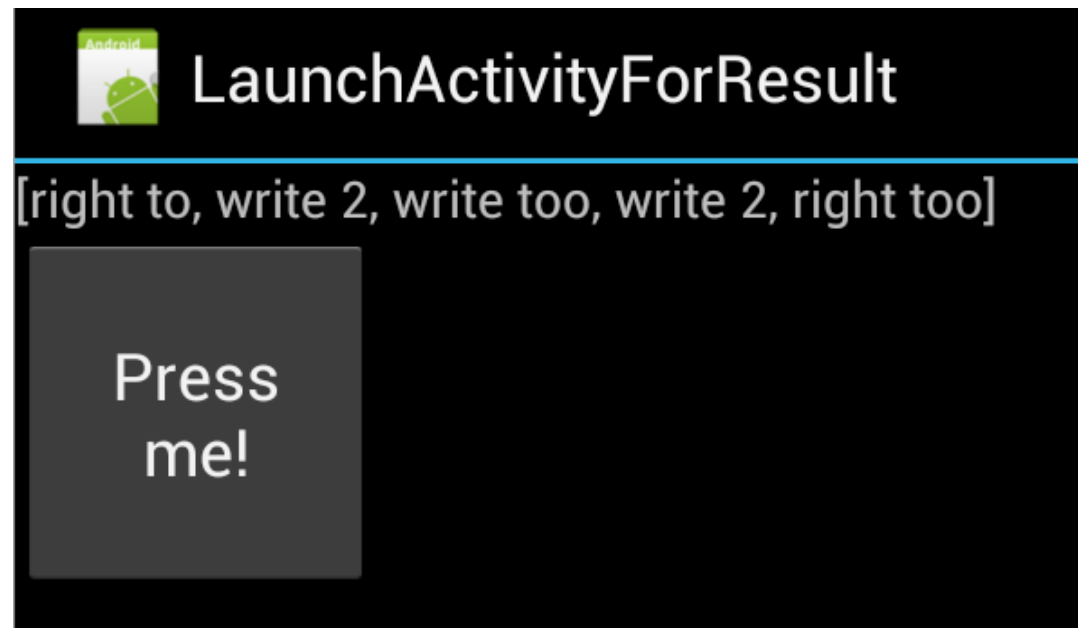 Android
LaunchActivityForResult
[right to, write 2, write too, write 2, right too]
Press
me!